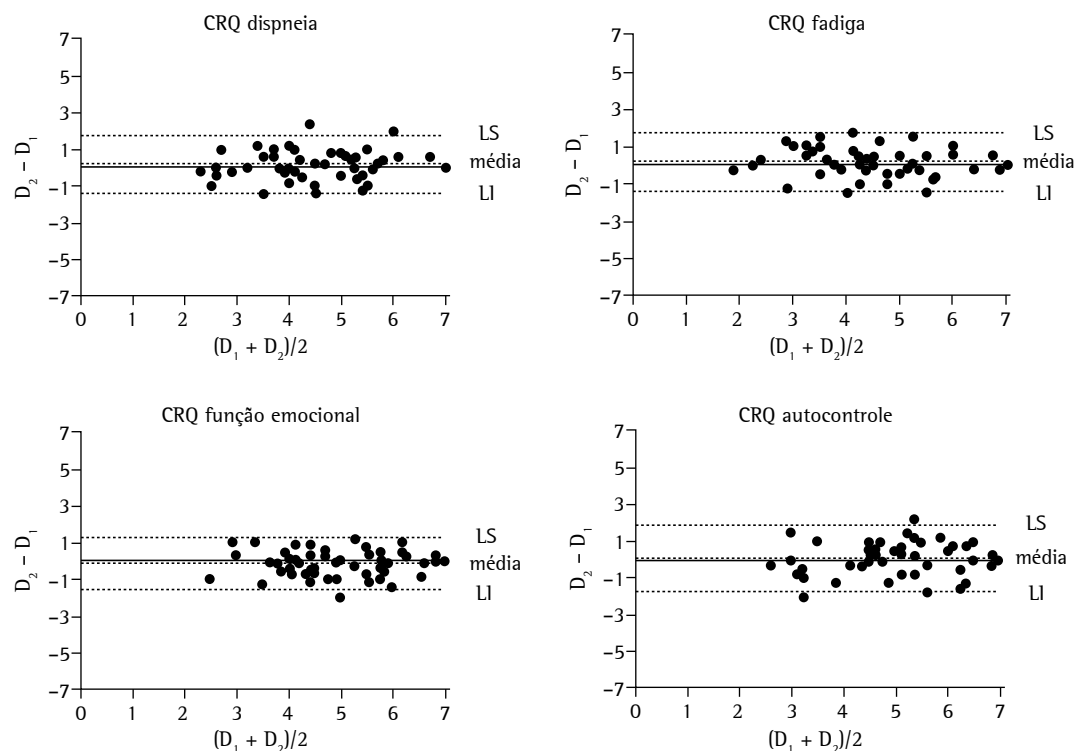 CRQ dispneia
7
5
3
1
−1
−3
−5
−7
D₂ − D₁
LS
média
LI
0 1 2 3 4 5 6 7
(D₁ + D₂)/2
CRQ fadiga
7
5
3
1
−1
−3
−5
−7
D₂ − D₁
LS
média
LI
0 1 2 3 4 5 6 7
(D₁ + D₂)/2
CRQ função emocional
7
5
3
1
−1
−3
−5
−7
D₂ − D₁
LS
média
LI
0 1 2 3 4 5 6 7
(D₁ + D₂)/2
CRQ autocontrole
7
5
3
1
−1
−3
−5
−7
D₂ − D₁
LS
média
LI
0 1 2 3 4 5 6 7
(D₁ + D₂)/2